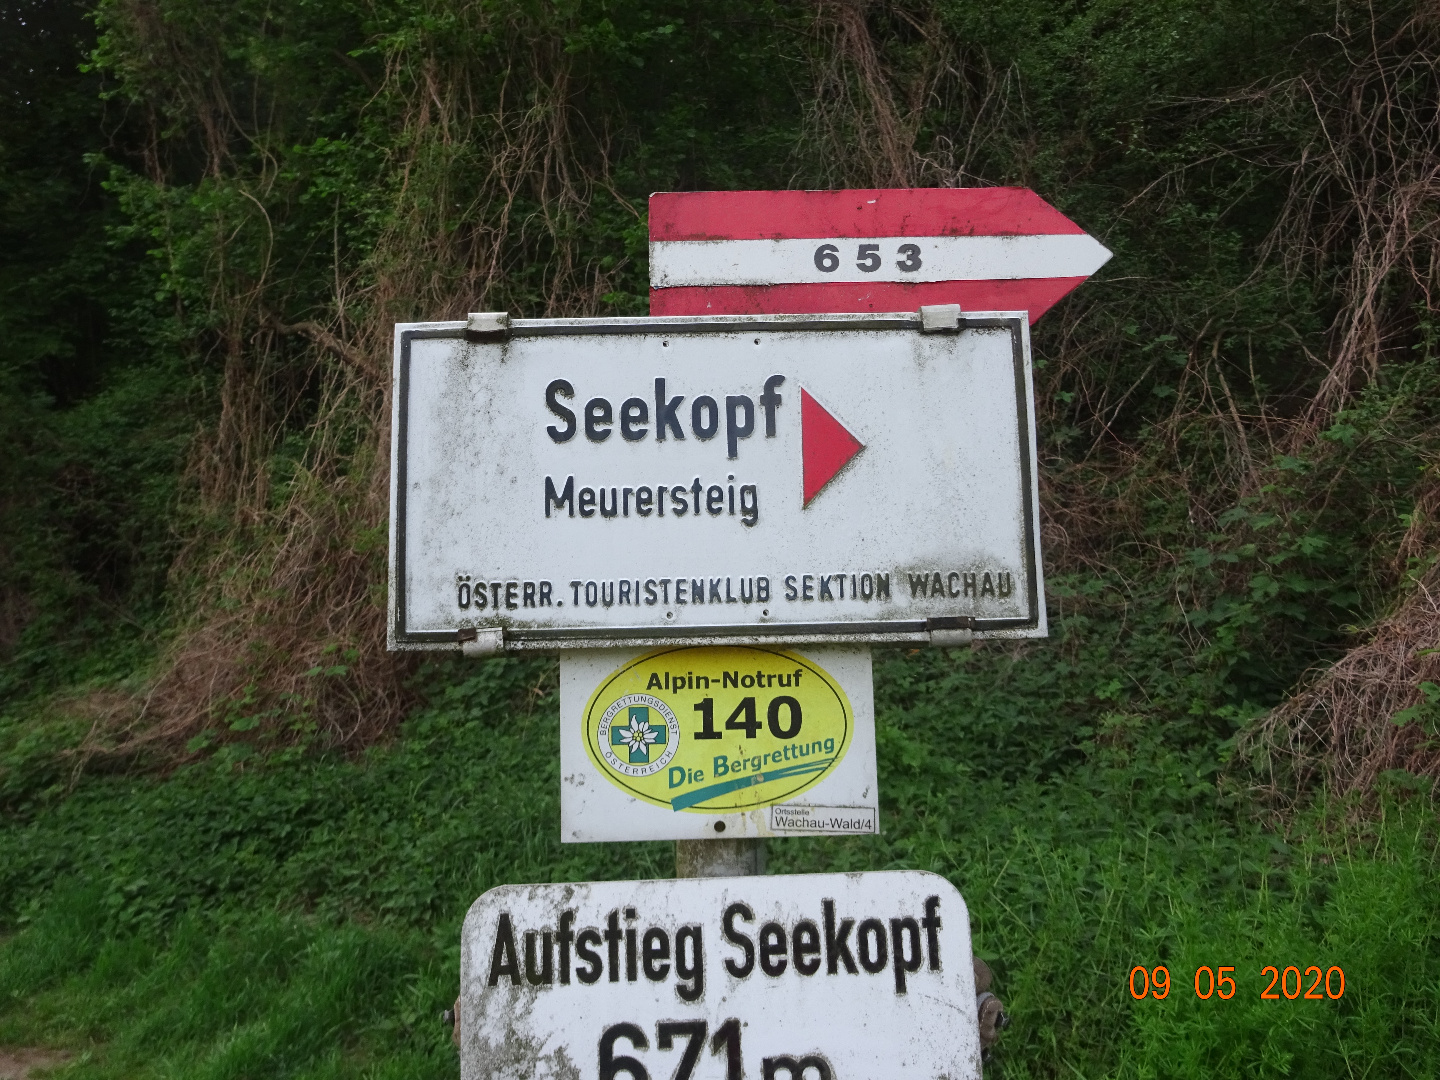 653
Seekopf
Meurersteig
ÖSTERR. TOURISTENKLUB SEKTION WACHAU
Alpin-Notruf
140
BERGRETTUNGSDIENST
ÖSTERREICH
Die Bergrettung
Ortsstelle
Wachau-Wald/4
Aufstieg Seekopf
671m
09 05 2020